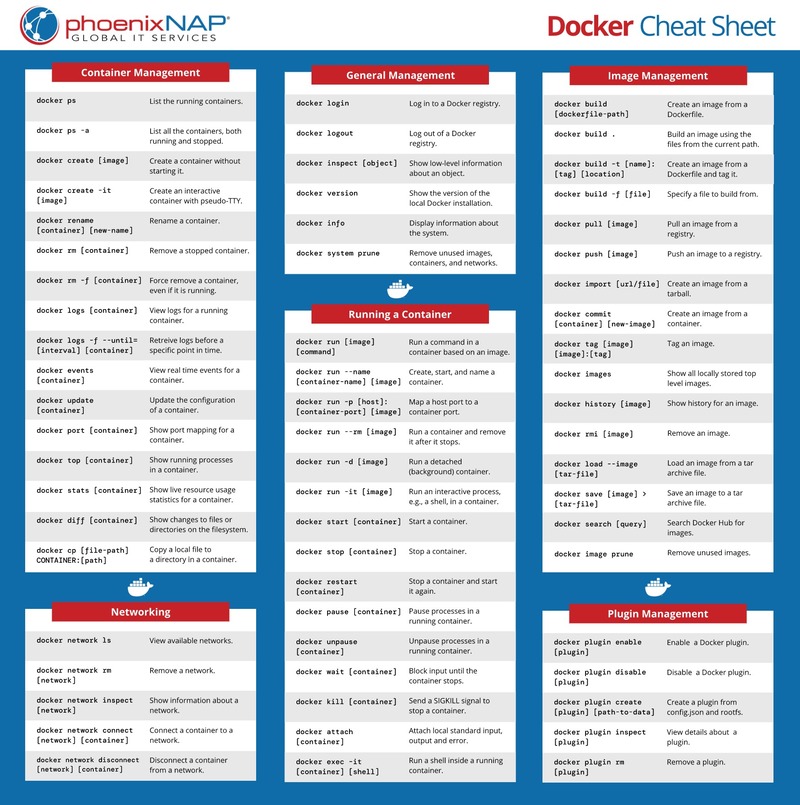 phoenixNAP®
GLOBAL IT SERVICES
Docker Cheat Sheet
Container Management
docker ps
List the running containers.
docker ps -a
List all the containers, both
running and stopped.
docker create [image]
Create a container without
starting it.
docker create -it
[image]
Create an interactive
container with pseudo-TTY.
docker rename
[container] [new-name]
Rename a container.
docker rm [container]
Remove a stopped container.
docker rm -f [container]
Force remove a container,
even if it is running.
docker logs [container]
View logs for a running
container.
docker logs -f --until=
[interval] [container]
Retreive logs before a
specific point in time.
docker events
[container]
View real time events for a
container.
docker update
[container]
Update the configuration
of a container.
docker port [container]
Show port mapping for a
container.
docker top [container]
Show running processes
in a container.
docker stats [container]
Show live resource usage
statistics for a container.
docker diff [container]
Show changes to files or
directories on the filesystem.
docker cp [file-path]
CONTAINER:[path]
Copy a local file to
a directory in a container.
Networking
docker network ls
View available networks.
docker network rm
[network]
Remove a network.
docker network inspect
[network]
Show information about a
network.
docker network connect
[network] [container]
Connect a container to a
network.
docker network disconnect
[network] [container]
Disconnect a container
from a network.
General Management
docker login
Log in to a Docker registry.
docker logout
Log out of a Docker
registry.
docker inspect [object]
Show low-level information
about an object.
docker version
Show the version of the
local Docker installation.
docker info
Display information about
the system.
docker system prune
Remove unused images,
containers, and networks.
Running a Container
docker run [image]
[command]
Run a command in a
container based on an image.
docker run --name
[container-name] [image]
Create, start, and name a
container.
docker run -p [host]:
[container-port] [image]
Map a host port to a
container port.
docker run --rm [image]
Run a container and remove
it after it stops.
docker run -d [image]
Run a detached
(background) container.
docker run -it [image]
Run an interactive process,
e.g., a shell, in a container.
docker start [container]
Start a container.
docker stop [container]
Stop a container.
docker restart
[container]
Stop a container and start
it again.
docker pause [container]
Pause processes in a
running container.
docker unpause
[container]
Unpause processes in a
running container.
docker wait [container]
Block input until the
container stops.
docker kill [container]
Send a SIGKILL signal to
stop a container.
docker attach
[container]
Attach local standard input,
output and error.
docker exec -it
[container] [shell]
Run a shell inside a running
container.
Image Management
docker build
[dockerfile-path]
Create an image from a
Dockerfile.
docker build .
Build an image using the
files from the current path.
docker build -t [name]:
[tag] [location]
Create an image from a
Dockerfile and tag it.
docker build -f [file]
Specify a file to build from.
docker pull [image]
Pull an image from a
registry.
docker push [image]
Push an image to a registry.
docker import [url/file]
Create an image from a
tarball.
docker commit
[container] [new-image]
Create an image from a
container.
docker tag [image]
[image]:[tag]
Tag an image.
docker images
Show all locally stored top
level images.
docker history [image]
Show history for an image.
docker rmi [image]
Remove an image.
docker load --image
[tar-file]
Load an image from a tar
archive file.
docker save [image] >
[tar-file]
Save an image to a tar
archive file.
docker search [query]
Search Docker Hub for
images.
docker image prune
Remove unused images.
Plugin Management
docker plugin enable
[plugin]
Enable a Docker plugin.
docker plugin disable
[plugin]
Disable a Docker plugin.
docker plugin create
[plugin] [path-to-data]
Create a plugin from
config.json and rootfs.
docker plugin inspect
[plugin]
View details about a
plugin.
docker plugin rm
[plugin]
Remove a plugin.